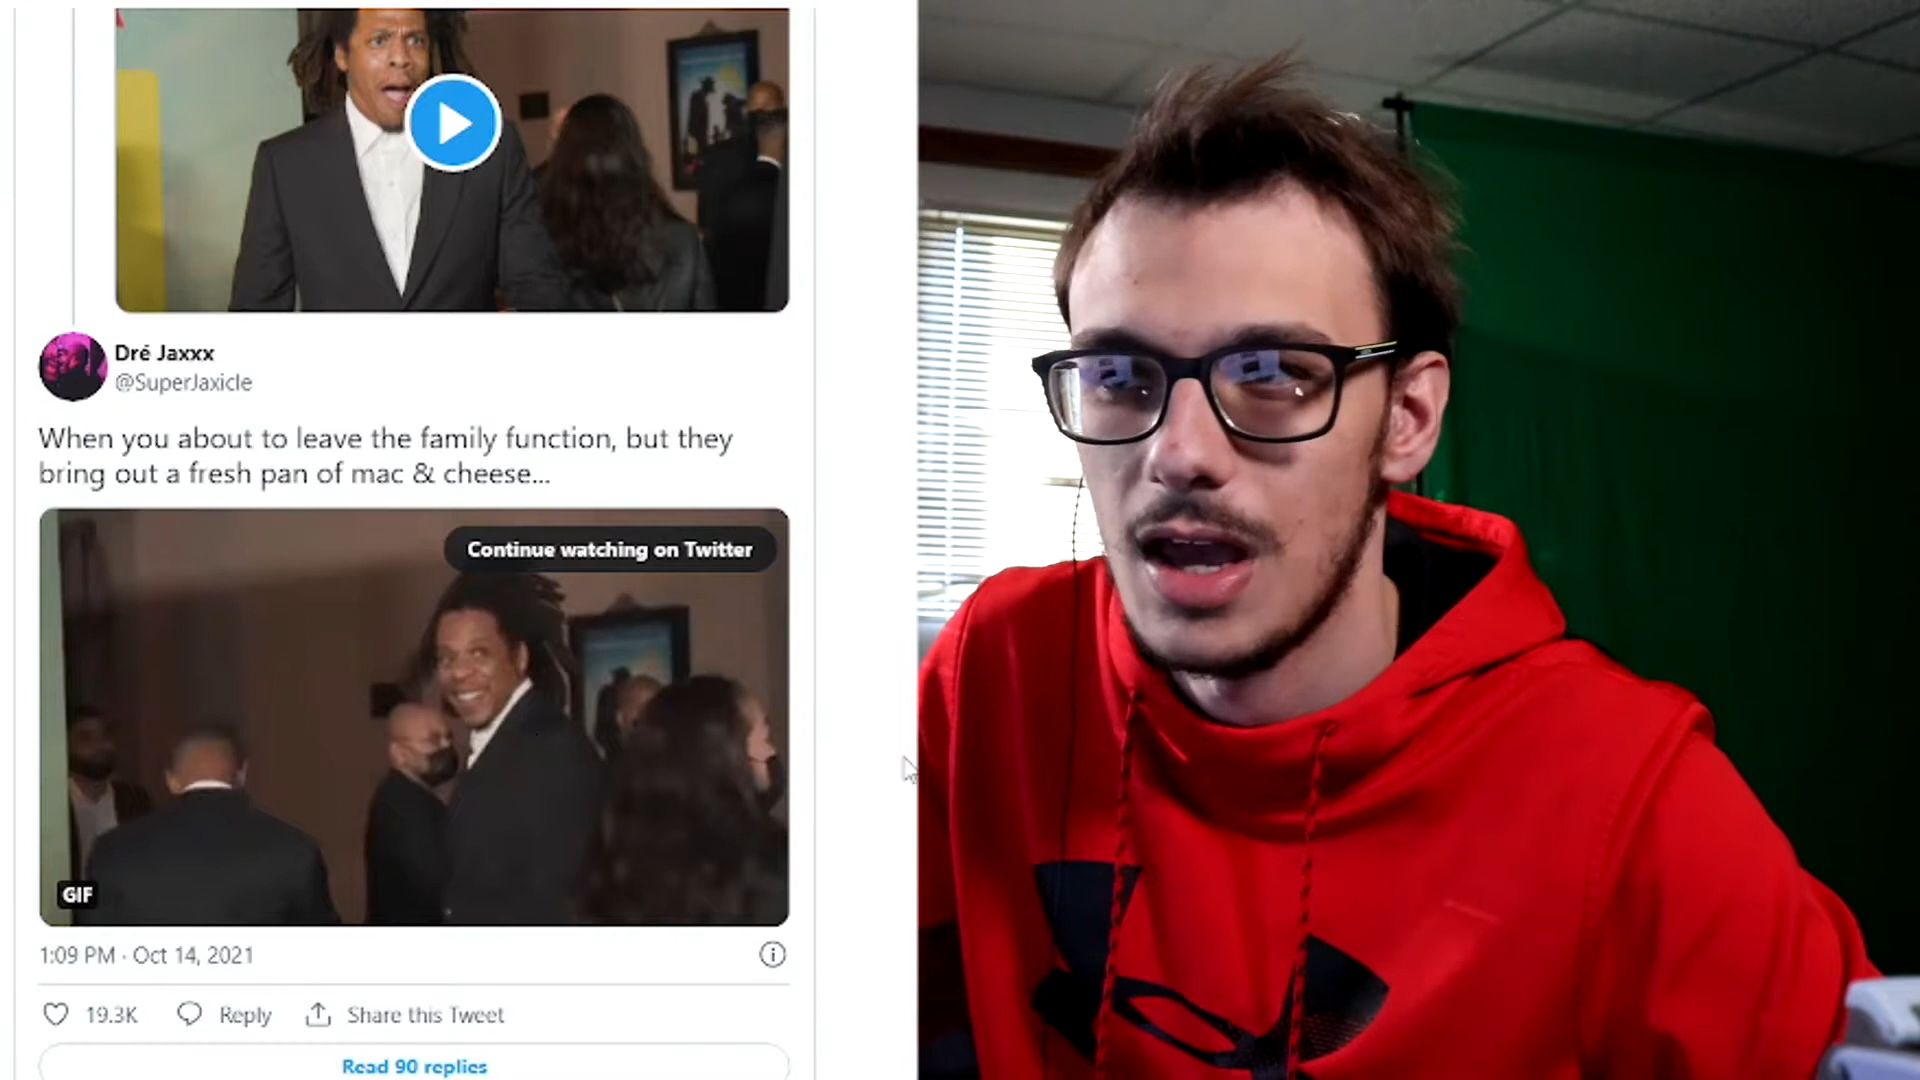 Dré Jaxxx
@SuperJaxicle
When you about to leave the family function, but they
bring out a fresh pan of mac & cheese...
Continue watching on Twitter
GIF
1:09 PM · Oct 14, 2021
19.3K Reply Share this Tweet
Read 90 replies